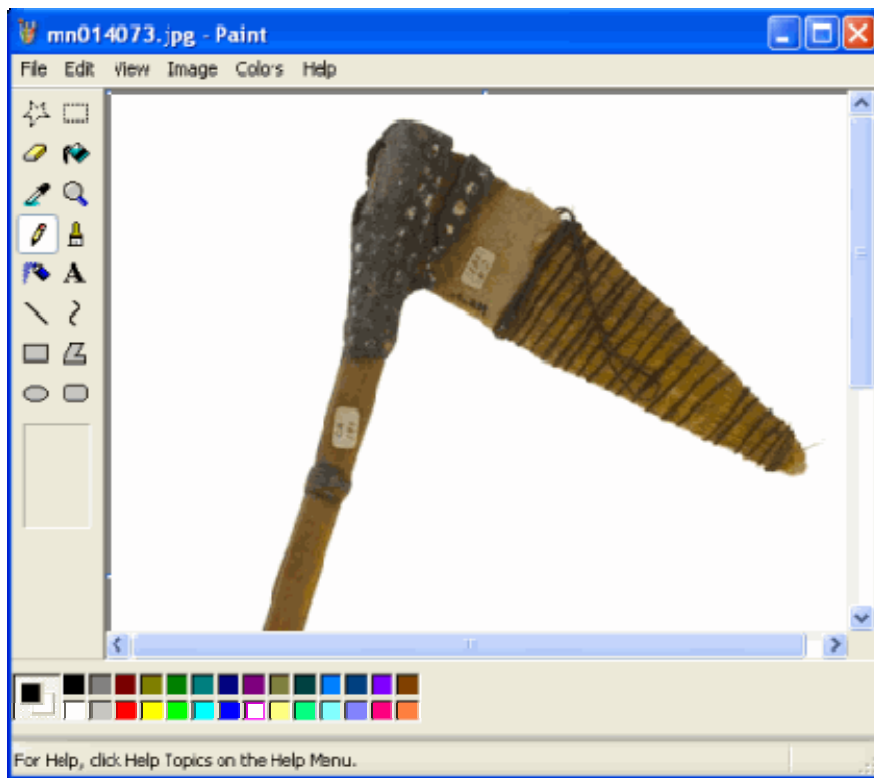 mn014073.jpg - Paint
File Edit View Image Colors Help
A
For Help, click Help Topics on the Help Menu.